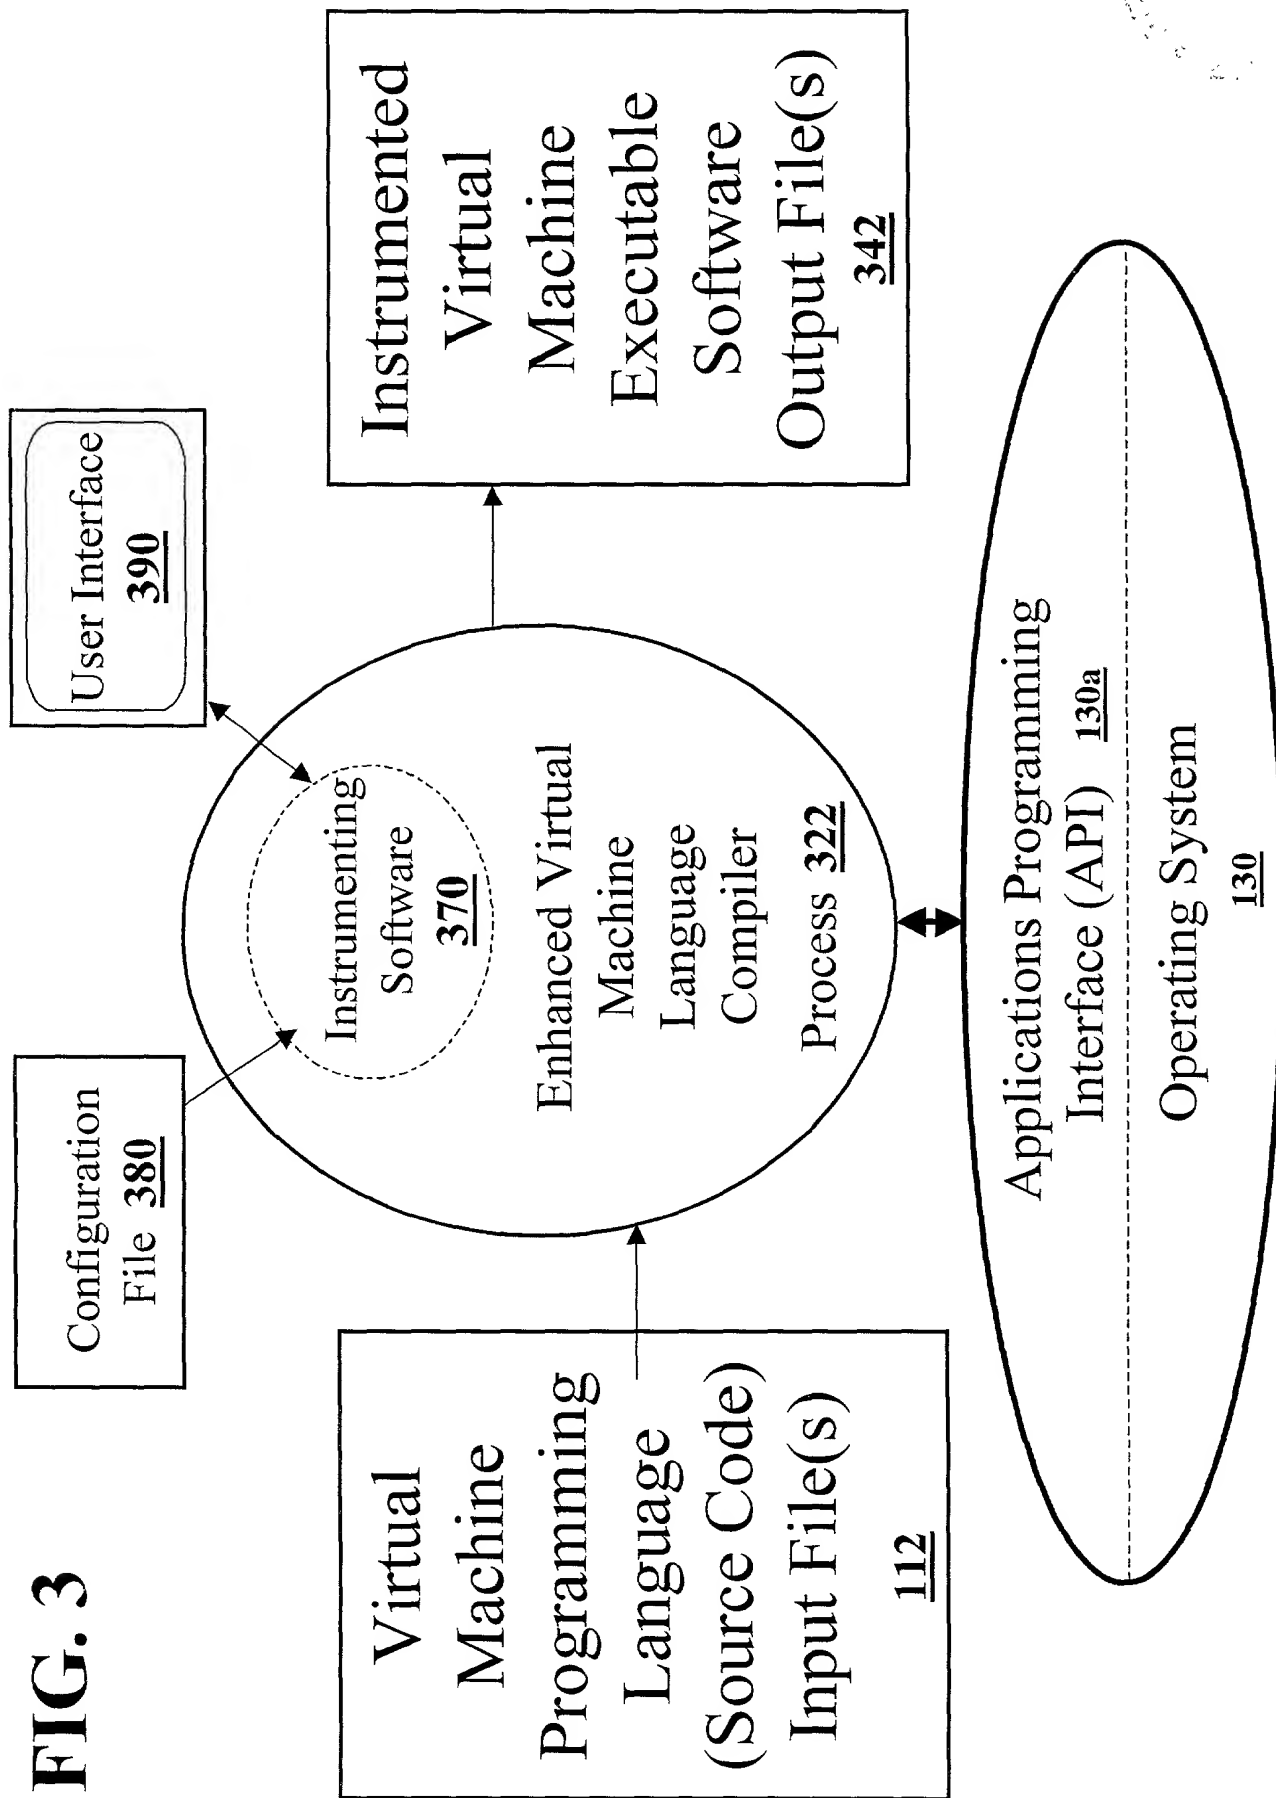 FIG. 3
Configuration
File 380
User Interface
390
Virtual
Machine
Programming
Language
(Source Code)
Input File(s)
112
Instrumenting
Software
370
Enhanced Virtual
Machine
Language
Compiler
Process 322
Instrumented
Virtual
Machine
Executable
Software
Output File(s)
342
Applications Programming
Interface (API) 130a
Operating System
130